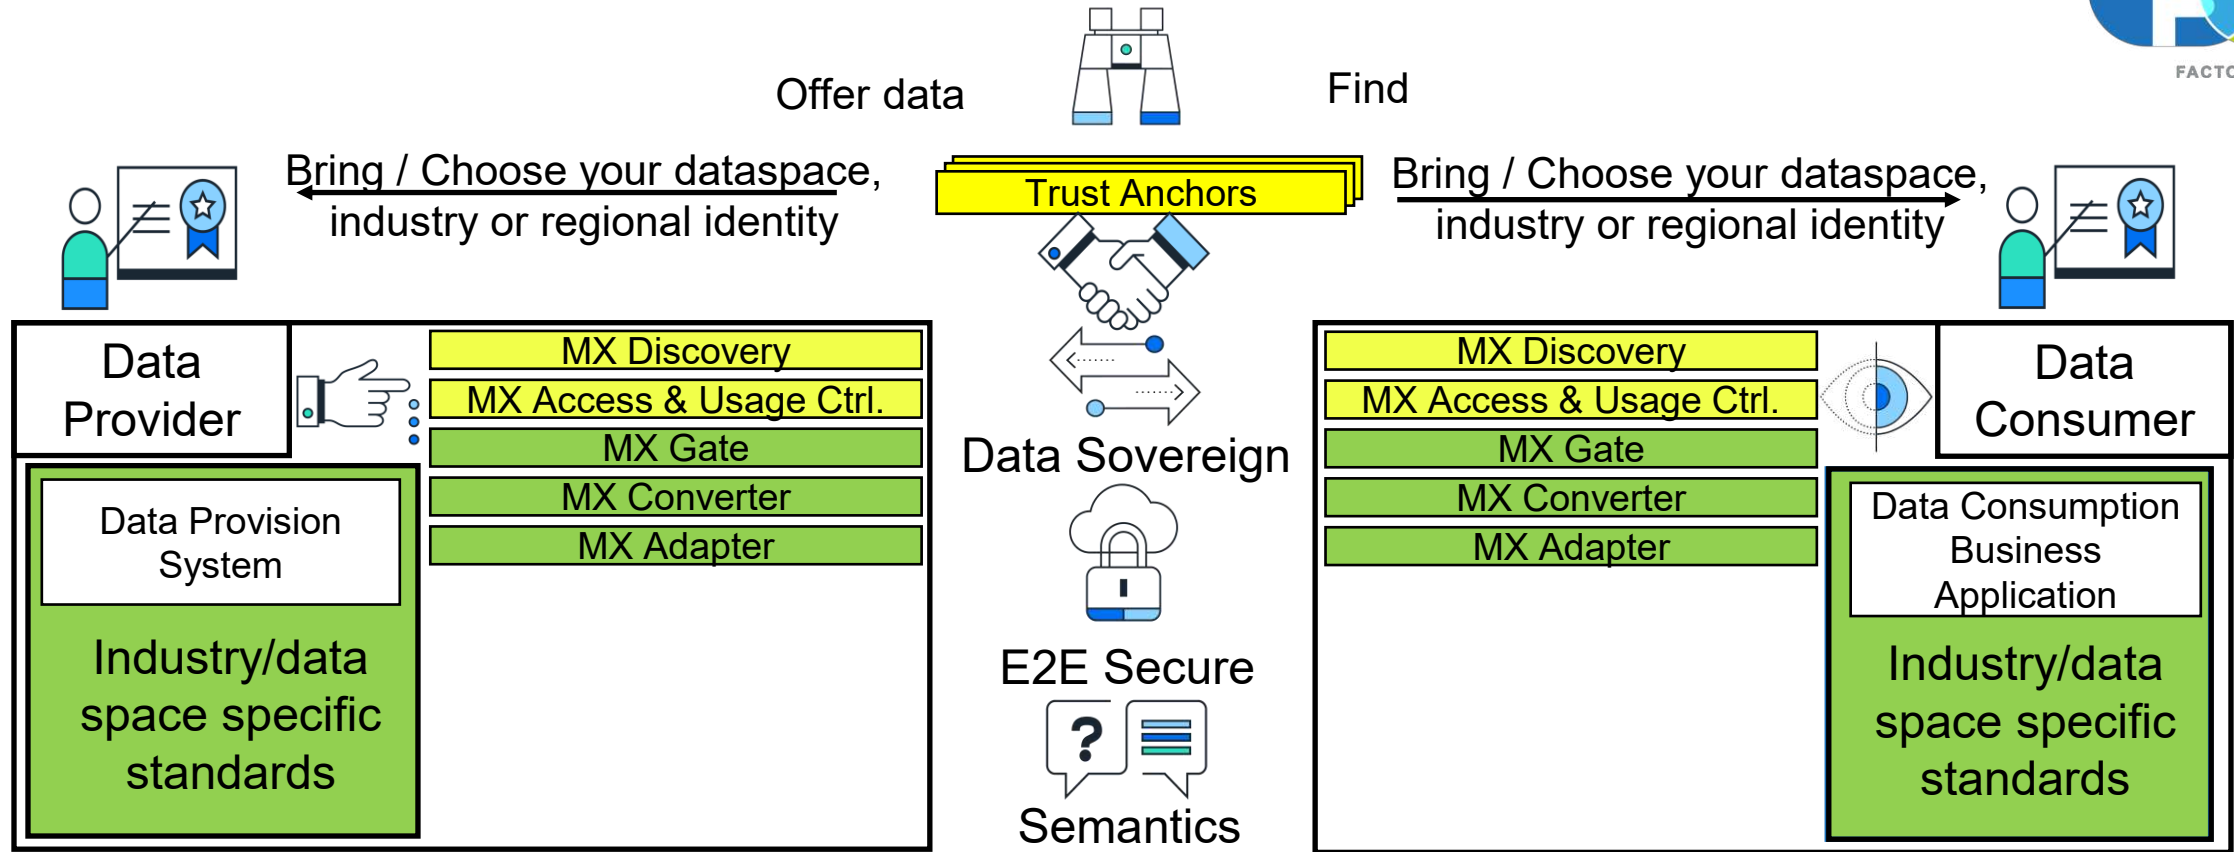 Offer data
Find
FACTO
Bring / Choose your dataspace,
industry or regional identity
Trust Anchors
Bring / Choose your dataspace,
industry or regional identity
Data
Provider
MX Discovery
MX Access & Usage Ctrl.
MX Gate
MX Converter
MX Adapter
Data Provision
System
Industry/data
space specific
standards
Data Sovereign
E2E Secure
?
Semantics
MX Discovery
MX Access & Usage Ctrl.
MX Gate
MX Converter
MX Adapter
Data
Consumer
Data Consumption
Business
Application
Industry/data
space specific
standards